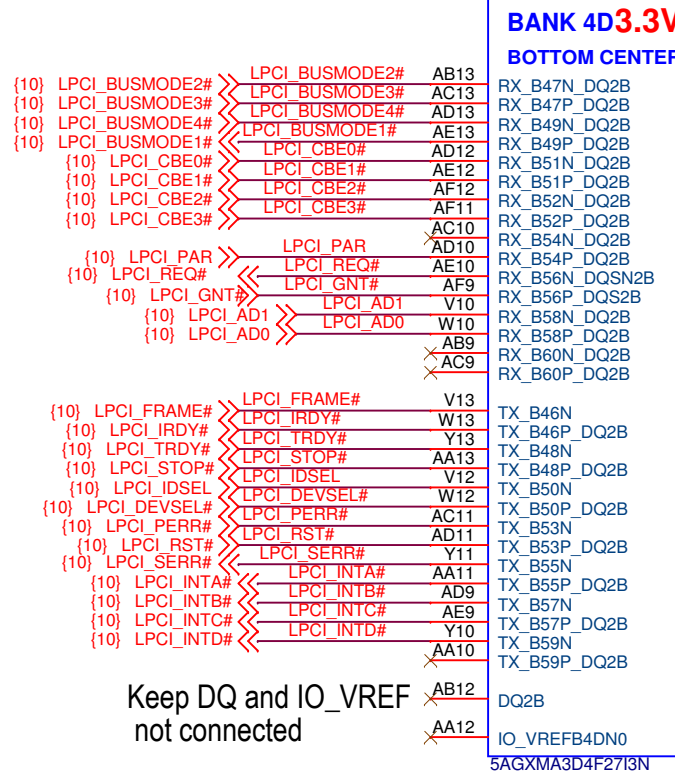 BANK 4D3.3V
BOTTOM CENTER
{10} LPCI_BUSMODE2# LPCI_BUSMODE2# AB13 RX_B47N_DQ2B
{10} LPCI_BUSMODE3# LPCI_BUSMODE3# AC13 RX_B47P_DQ2B
{10} LPCI_BUSMODE4# LPCI_BUSMODE4# AD13 RX_B49N_DQ2B
{10} LPCI_BUSMODE1# LPCI_BUSMODE1# AE13 RX_B49P_DQ2B
{10} LPCI_CBE0# LPCI_CBE0# AD12 RX_B51N_DQ2B
{10} LPCI_CBE1# LPCI_CBE1# AE12 RX_B51P_DQ2B
{10} LPCI_CBE2# LPCI_CBE2# AF12 RX_B52N_DQ2B
{10} LPCI_CBE3# LPCI_CBE3# AF11 RX_B52P_DQ2B
AC10 RX_B54N_DQ2B
{10} LPCI_PAR LPCI_PAR AD10 RX_B54P_DQ2B
{10} LPCI_REQ# LPCI_REQ# AE10 RX_B56N_DQSN2B
{10} LPCI_GNT# LPCI_GNT# AF9 RX_B56P_DQS2B
{10} LPCI_AD1 LPCI_AD1 V10 RX_B58N_DQ2B
{10} LPCI_AD0 LPCI_AD0 W10 RX_B58P_DQ2B
AB9 RX_B60N_DQ2B
AC9 RX_B60P_DQ2B
{10} LPCI_FRAME# LPCI_FRAME# V13 TX_B46N
{10} LPCI_IRDY# LPCI_IRDY# W13 TX_B46P_DQ2B
{10} LPCI_TRDY# LPCI_TRDY# Y13 TX_B48N
{10} LPCI_STOP# LPCI_STOP# AA13 TX_B48P_DQ2B
{10} LPCI_IDSEL LPCI_IDSEL V12 TX_B50N
{10} LPCI_DEVSEL# LPCI_DEVSEL# W12 TX_B50P_DQ2B
{10} LPCI_PERR# LPCI_PERR# AC11 TX_B53N
{10} LPCI_RST# LPCI_RST# AD11 TX_B53P_DQ2B
{10} LPCI_SERR# LPCI_SERR# Y11 TX_B55N
{10} LPCI_INTA# LPCI_INTA# AA11 TX_B55P_DQ2B
{10} LPCI_INTB# LPCI_INTB# AD9 TX_B57N
{10} LPCI_INTC# LPCI_INTC# AE9 TX_B57P_DQ2B
{10} LPCI_INTD# LPCI_INTD# Y10 TX_B59N
AA10 TX_B59P_DQ2B
Keep DQ and IO_VREF AB12 DQ2B
not connected AA12 IO_VREFB4DN0
5AGXMA3D4F27I3N